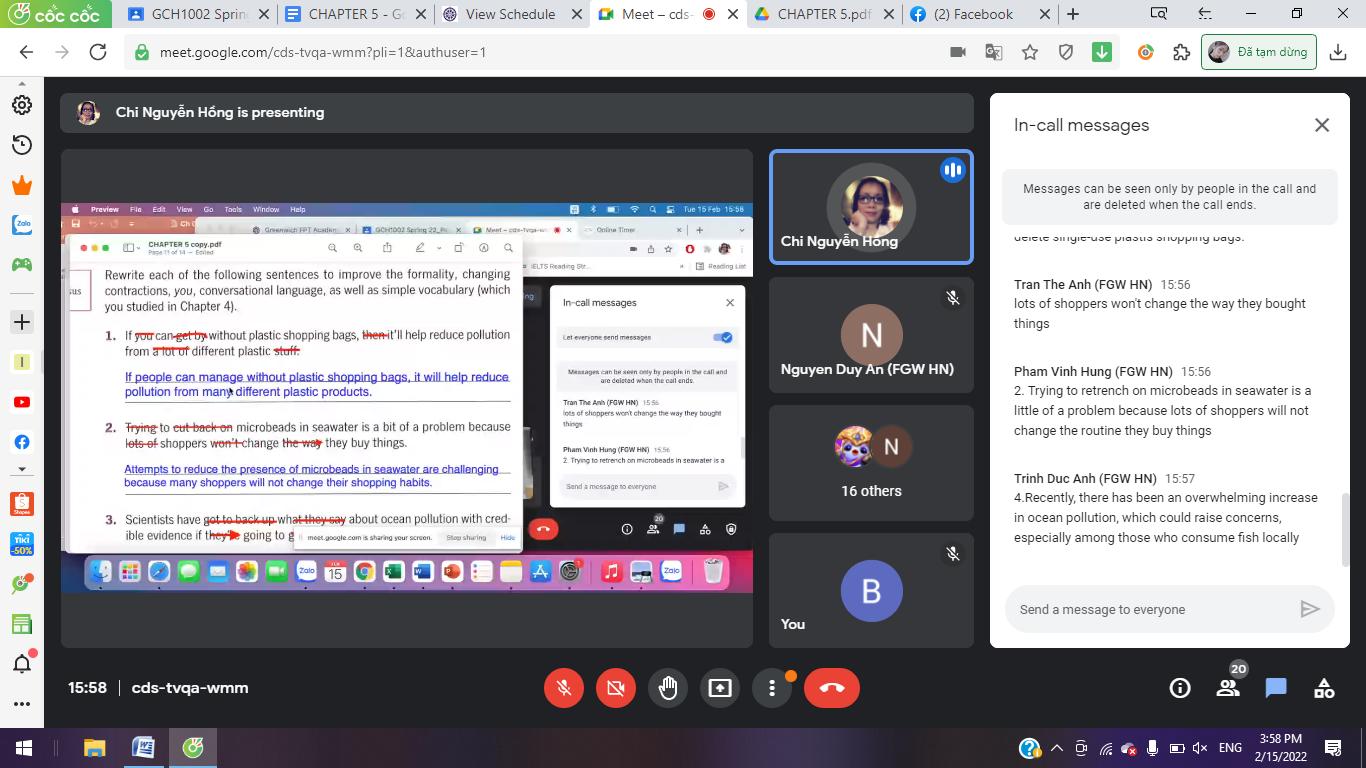 cốc cốc
GCH1002 Sprin
CHAPTER 5 - Go
View Schedule
Meet – cds-
CHAPTER 5.pdf
(2) Facebook
meet.google.com/cds-tvqa-wmm?pli=1&authuser=1
Đã tạm dừng
Chi Nguyễn Hồng is presenting
Preview File Edit View Go Tools Window Help
Tue 15 Feb 15:58
Greenwich FPT Acade
GCH1002 Spring 22
Meet – cds-tvqa-w
Online Timer
CHAPTER 5 copy.pdf
Page 11 of 14 — Edited
IELTS Reading Str...
Reading List
sus
Rewrite each of the following sentences to improve the formality, changing
contractions, you, conversational language, as well as simple vocabulary (which
you studied in Chapter 4).
1. If you can get by without plastic shopping bags, then it'll help reduce pollution
from a lot of different plastic stuff.
If people can manage without plastic shopping bags, it will help reduce
pollution from many different plastic products.
2. Trying to cut back on microbeads in seawater is a bit of a problem because
lots of shoppers won't change the way they buy things.
Attempts to reduce the presence of microbeads in seawater are challenging
because many shoppers will not change their shopping habits.
3. Scientists have got to back up what they say about ocean pollution with cred-
ible evidence if they're going to g
meet.google.com is sharing your screen.
Stop sharing
Hide
ng
In-call messages
Let everyone send messages
Messages can be seen only by people in the call and
are deleted when the call ends.
Tran The Anh (FGW HN) 15:56
lots of shoppers won't change the way they bought
things
Pham Vinh Hung (FGW HN) 15:56
2. Trying to retrench on microbeads in seawater is a
Send a message to everyone
20
Zalo
JUN
15
Zalo
Chi Nguyễn Hồng
N
Nguyen Duy An (FGW HN)
N
16 others
B
You
In-call messages
Messages can be seen only by people in the call and
are deleted when the call ends.
delete single-use plastis shopping bags.
Tran The Anh (FGW HN) 15:56
lots of shoppers won't change the way they bought
things
Pham Vinh Hung (FGW HN) 15:56
2. Trying to retrench on microbeads in seawater is a
little of a problem because lots of shoppers will not
change the routine they buy things
Trinh Duc Anh (FGW HN) 15:57
4.Recently, there has been an overwhelming increase
in ocean pollution, which could raise concerns,
especially among those who consume fish locally
Send a message to everyone
Zalo
I
Shopee
TIKI
-50%
15:58 | cds-tvqa-wmm
20
ENG
3:58 PM
2/15/2022